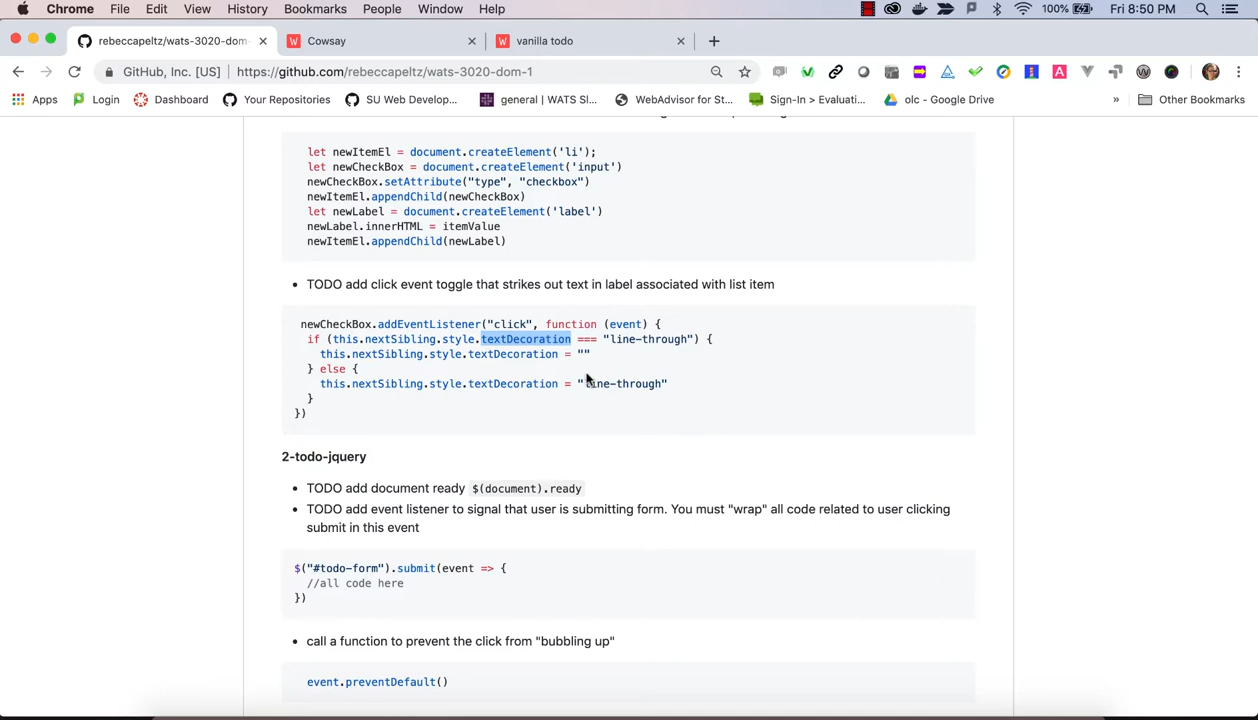 Chrome File Edit View History Bookmarks People Window Help 100% Fri 8:50 PM
rebeccapeltz/wats-3020-dom- Cowsay vanilla todo
GitHub, Inc. [US] https://github.com/rebeccapeltz/wats-3020-dom-1
Apps Login Dashboard Your Repositories SU Web Develop... general | WATS Sl... WebAdvisor for St... Sign-In > Evaluati... olc - Google Drive » Other Bookmarks
let newItemEl = document.createElement('li');
let newCheckBox = document.createElement('input')
newCheckBox.setAttribute("type", "checkbox")
newItemEl.appendChild(newCheckBox)
let newLabel = document.createElement('label')
newLabel.innerHTML = itemValue
newItemEl.appendChild(newLabel)
• TODO add click event toggle that strikes out text in label associated with list item
newCheckBox.addEventListener("click", function (event) {
if (this.nextSibling.style.textDecoration === "line-through") {
this.nextSibling.style.textDecoration = ""
} else {
this.nextSibling.style.textDecoration = "line-through"
}
})
2-todo-jquery
• TODO add document ready $(document).ready
• TODO add event listener to signal that user is submitting form. You must "wrap" all code related to user clicking
submit in this event
$("#todo-form").submit(event => {
//all code here
})
• call a function to prevent the click from "bubbling up"
event.preventDefault()